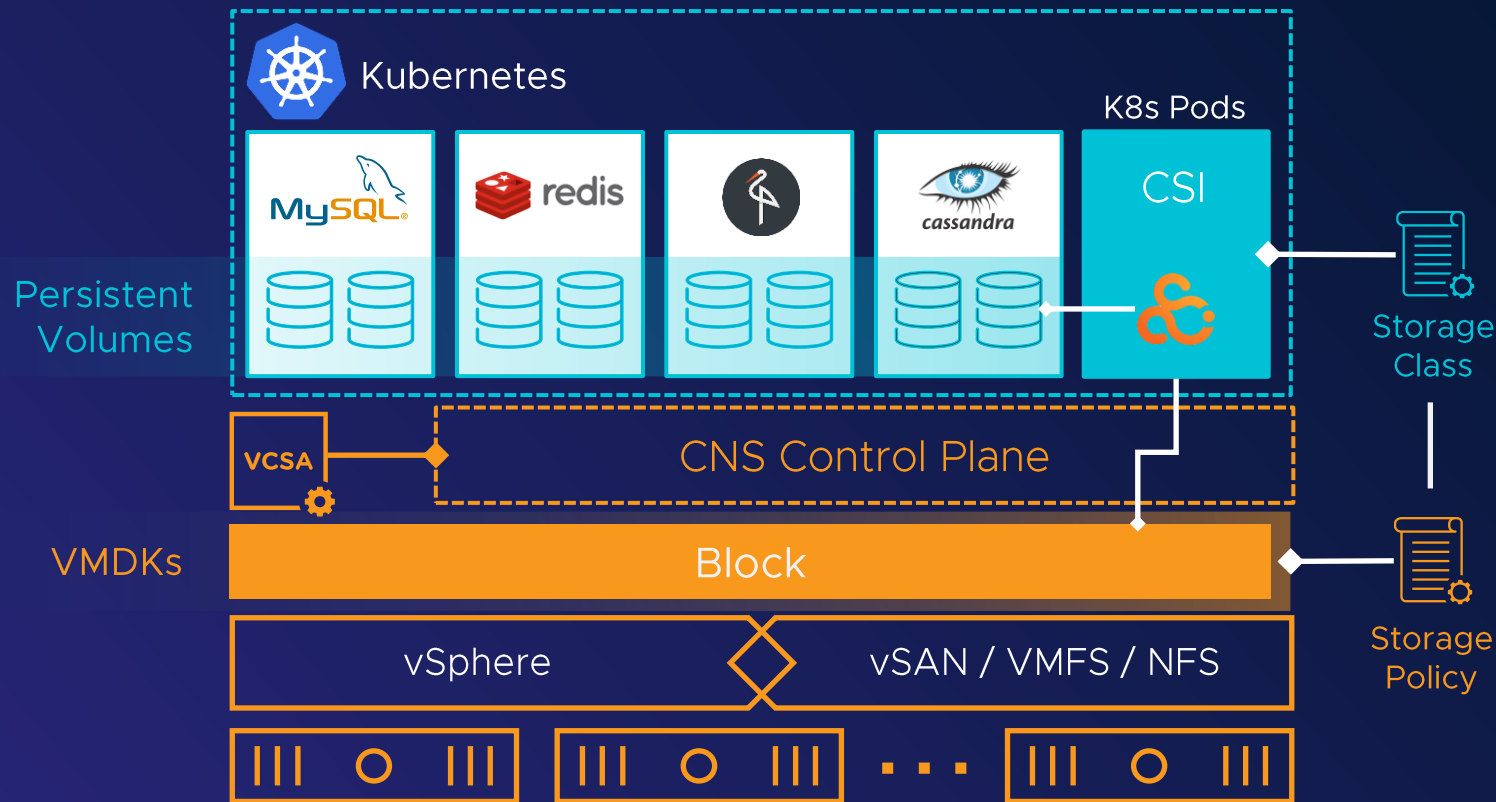 Kubernetes
K8s Pods
MySQL®
redis
cassandra
CSI
Persistent
Volumes
Storage
Class
VCSA
CNS Control Plane
VMDKs
Block
Storage
Policy
vSphere
vSAN / VMFS / NFS